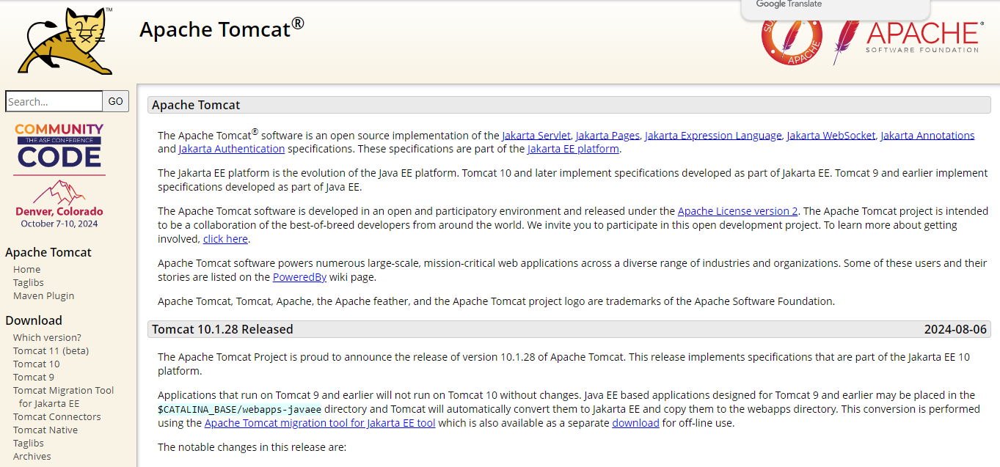 Google Translate
TM
Apache Tomcat®
APACHE®
SOFTWARE FOUNDATION
APACHE
Search... GO
COMMUNITY
THE ASF CONFERENCE
CODE
Denver, Colorado
October 7-10, 2024
Apache Tomcat
Home
Taglibs
Maven Plugin
Download
Which version?
Tomcat 11 (beta)
Tomcat 10
Tomcat 9
Tomcat Migration Tool
for Jakarta EE
Tomcat Connectors
Tomcat Native
Taglibs
Archives
Apache Tomcat
The Apache Tomcat® software is an open source implementation of the Jakarta Servlet, Jakarta Pages, Jakarta Expression Language, Jakarta WebSocket, Jakarta Annotations
and Jakarta Authentication specifications. These specifications are part of the Jakarta EE platform.
The Jakarta EE platform is the evolution of the Java EE platform. Tomcat 10 and later implement specifications developed as part of Jakarta EE. Tomcat 9 and earlier implement
specifications developed as part of Java EE.
The Apache Tomcat software is developed in an open and participatory environment and released under the Apache License version 2. The Apache Tomcat project is intended
to be a collaboration of the best-of-breed developers from around the world. We invite you to participate in this open development project. To learn more about getting
involved, click here.
Apache Tomcat software powers numerous large-scale, mission-critical web applications across a diverse range of industries and organizations. Some of these users and their
stories are listed on the PoweredBy wiki page.
Apache Tomcat, Tomcat, Apache, the Apache feather, and the Apache Tomcat project logo are trademarks of the Apache Software Foundation.
Tomcat 10.1.28 Released 2024-08-06
The Apache Tomcat Project is proud to announce the release of version 10.1.28 of Apache Tomcat. This release implements specifications that are part of the Jakarta EE 10
platform.
Applications that run on Tomcat 9 and earlier will not run on Tomcat 10 without changes. Java EE based applications designed for Tomcat 9 and earlier may be placed in the
$CATALINA_BASE/webapps-javaee directory and Tomcat will automatically convert them to Jakarta EE and copy them to the webapps directory. This conversion is performed
using the Apache Tomcat migration tool for Jakarta EE tool which is also available as a separate download for off-line use.
The notable changes in this release are: